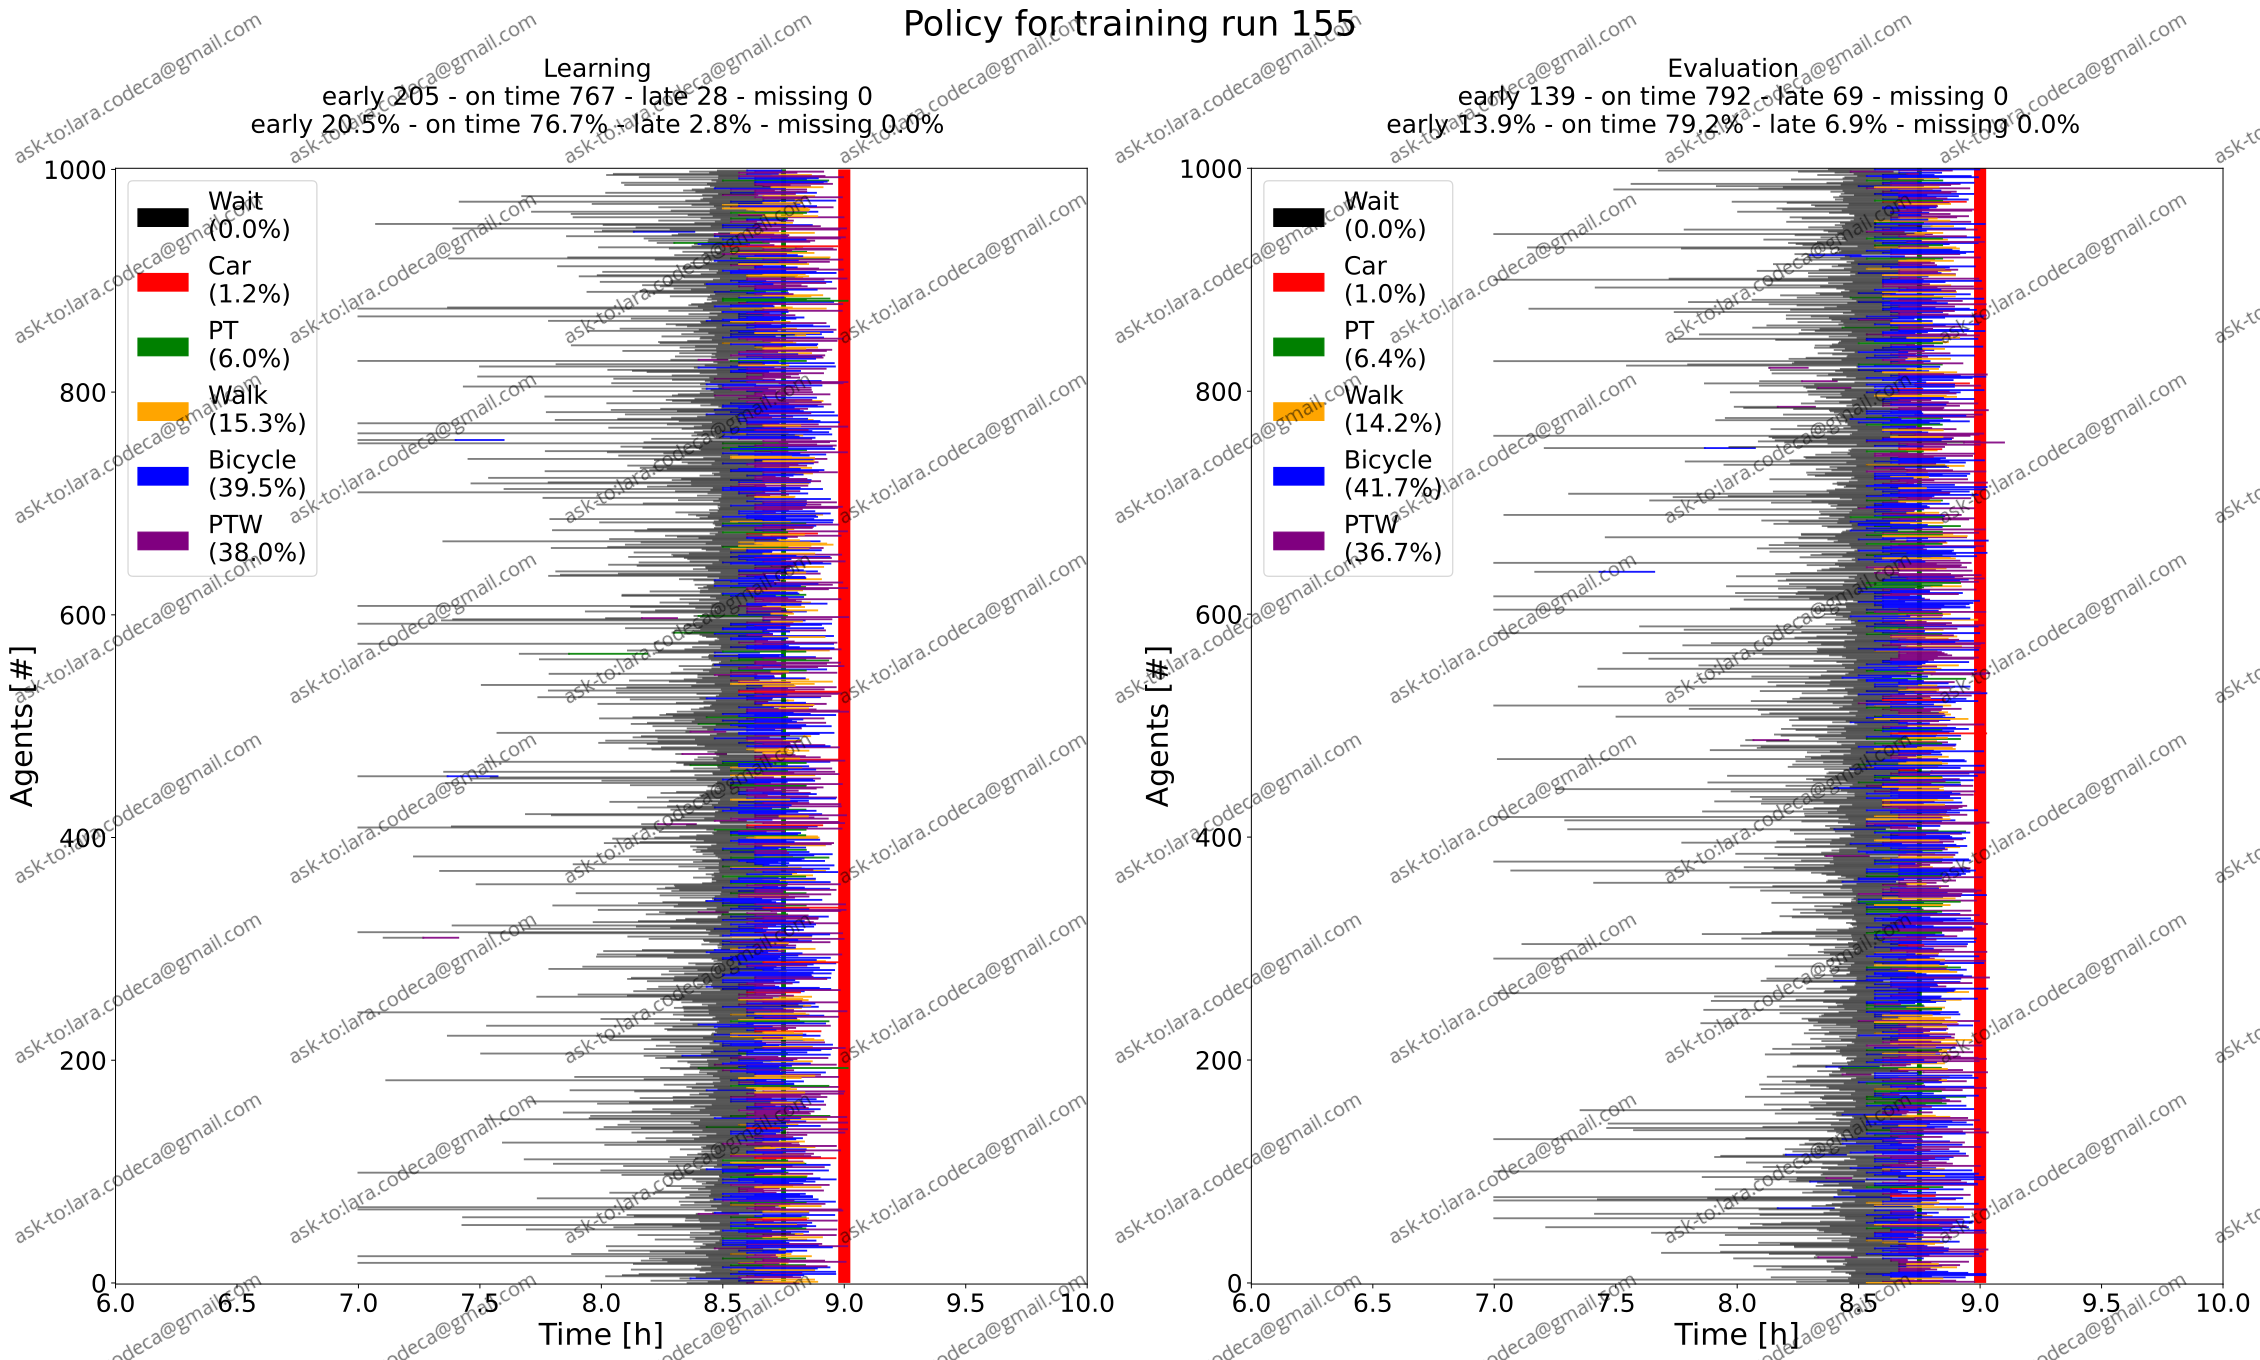 Policy for training run 155
Learning
early 205 - on time 767 - late 28 - missing 0
early 20.5% - on time 76.7% - late 2.8% - missing 0.0%
Agents [#]
1000
800
600
400
200
0
Wait
(0.0%)
Car
(1.2%)
PT
(6.0%)
Walk
(15.3%)
Bicycle
(39.5%)
PTW
(38.0%)
6.0 6.5 7.0 7.5 8.0 8.5 9.0 9.5 10.0
Time [h]
Evaluation
early 139 - on time 792 - late 69 - missing 0
early 13.9% - on time 79.2% - late 6.9% - missing 0.0%
Agents [#]
1000
800
600
400
200
0
Wait
(0.0%)
Car
(1.0%)
PT
(6.4%)
Walk
(14.2%)
Bicycle
(41.7%)
PTW
(36.7%)
6.0 6.5 7.0 7.5 8.0 8.5 9.0 9.5 10.0
Time [h]
ask-to:lara.codeca@gmail.com